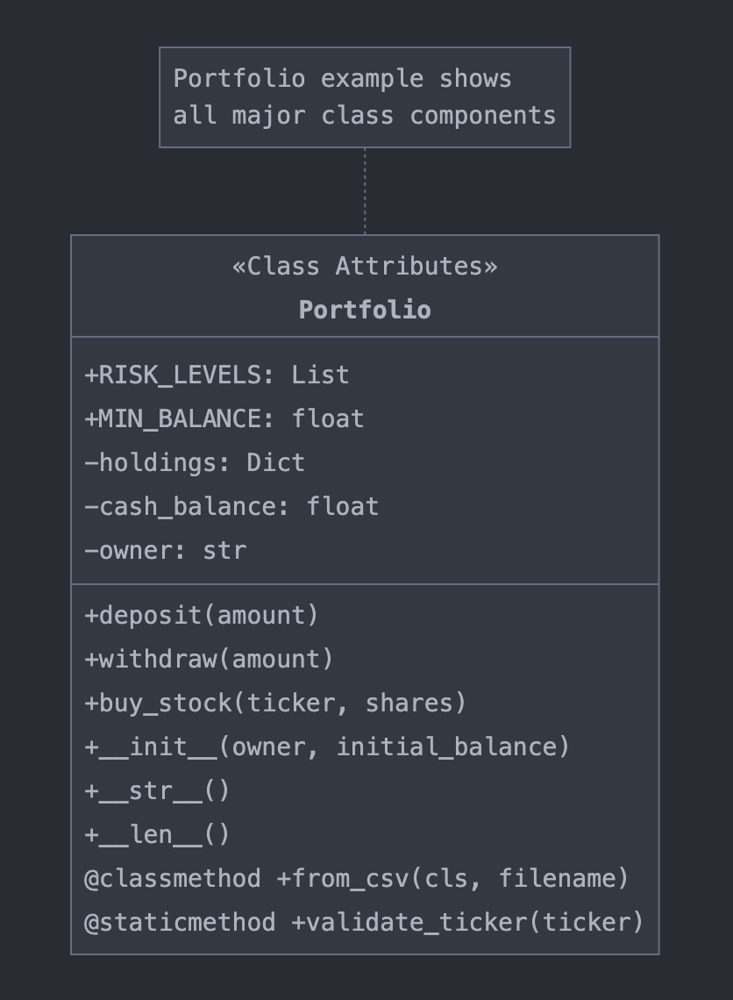 Portfolio example shows
all major class components
«Class Attributes»
Portfolio
+RISK_LEVELS: List
+MIN_BALANCE: float
-holdings: Dict
-cash_balance: float
-owner: str
+deposit(amount)
+withdraw(amount)
+buy_stock(ticker, shares)
+__init__(owner, initial_balance)
+__str__()
+__len__()
@classmethod +from_csv(cls, filename)
@staticmethod +validate_ticker(ticker)